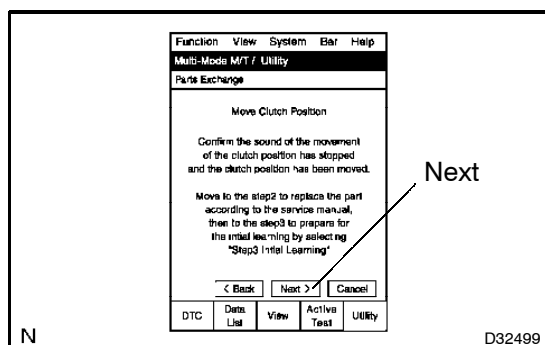 Function View System Bar Help
Multi-Mode M/T / Utility
Parts Exchange
Move Clutch Position
Confirm the sound of the movement
of the clutch position has stopped
and the clutch position has been moved.
Move to the step2 to replace the part
according to the service manual,
then to the step3 to prepare for
the intial learning by selecting
"Step3 Intial Learning"
Next
< Back Next > Cancel
DTC Data List View Active Test Utility
N D32499